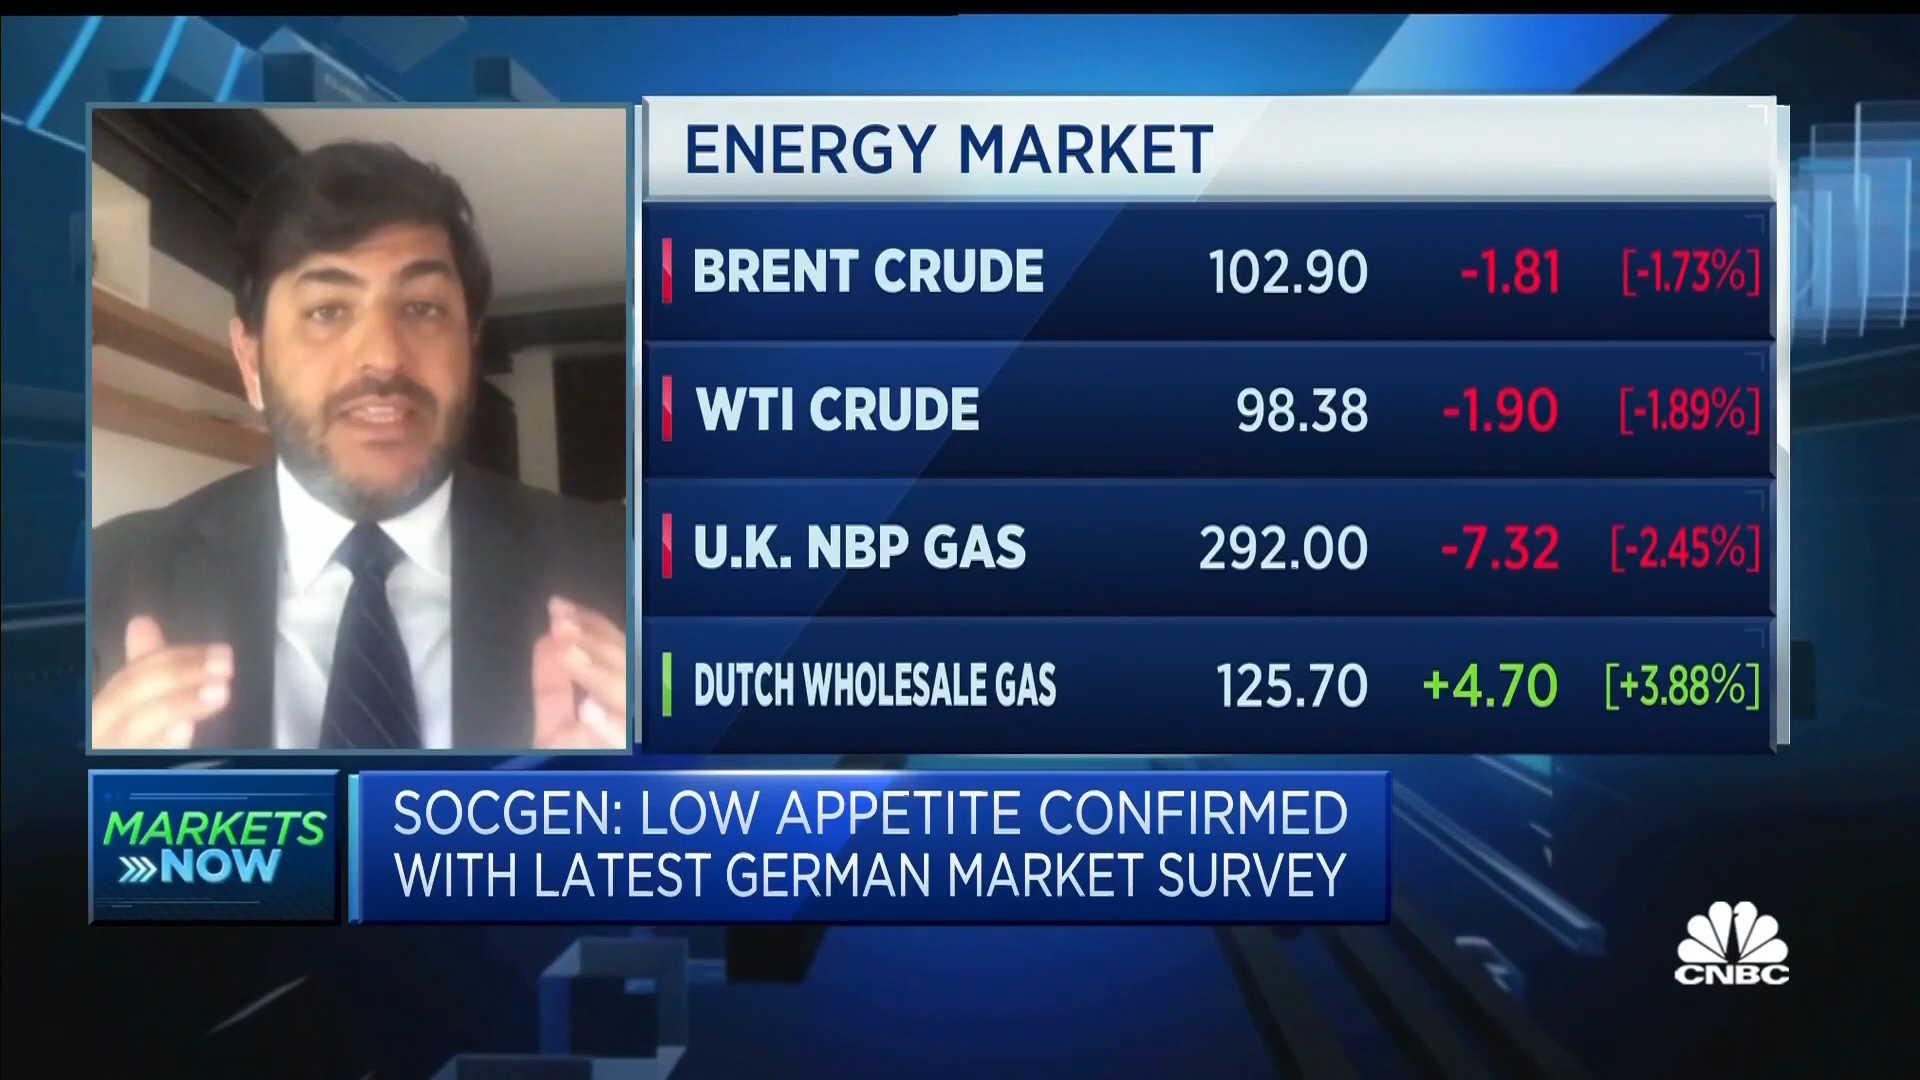 ENERGY MARKET
BRENT CRUDE 102.90 -1.81 [-1.73%]
WTI CRUDE 98.38 -1.90 [-1.89%]
U.K. NBP GAS 292.00 -7.32 [-2.45%]
DUTCH WHOLESALE GAS 125.70 +4.70 [+3.88%]
MARKETS
NOW
SOCGEN: LOW APPETITE CONFIRMED
WITH LATEST GERMAN MARKET SURVEY
CNBC